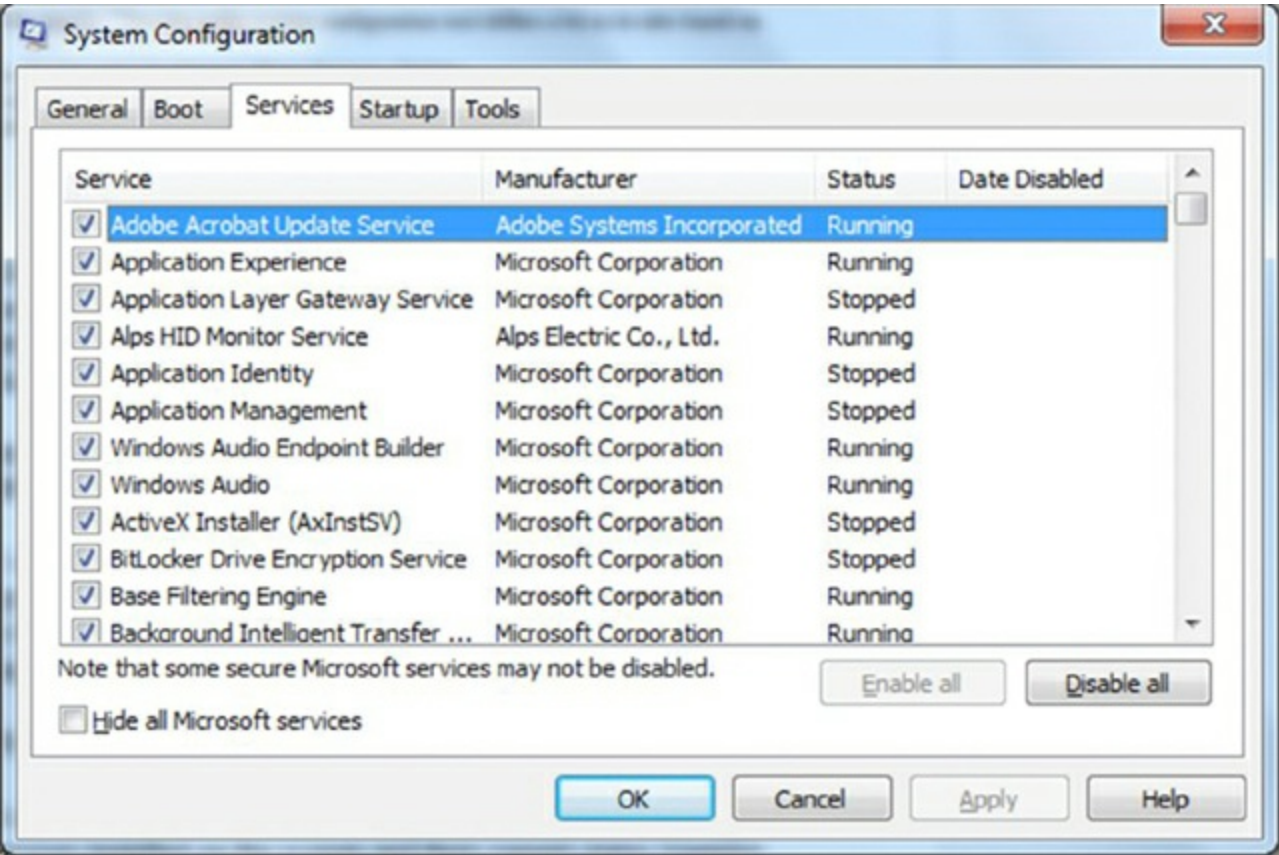 System Configuration
General Boot Services Startup Tools
Service Manufacturer Status Date Disabled
Adobe Acrobat Update Service Adobe Systems Incorporated Running
Application Experience Microsoft Corporation Running
Application Layer Gateway Service Microsoft Corporation Stopped
Alps HID Monitor Service Alps Electric Co., Ltd. Running
Application Identity Microsoft Corporation Stopped
Application Management Microsoft Corporation Stopped
Windows Audio Endpoint Builder Microsoft Corporation Running
Windows Audio Microsoft Corporation Running
ActiveX Installer (AxInstSV) Microsoft Corporation Stopped
BitLocker Drive Encryption Service Microsoft Corporation Stopped
Base Filtering Engine Microsoft Corporation Running
Background Intelligent Transfer ... Microsoft Corporation Running
Note that some secure Microsoft services may not be disabled.
Enable all Disable all
Hide all Microsoft services
OK Cancel Apply Help